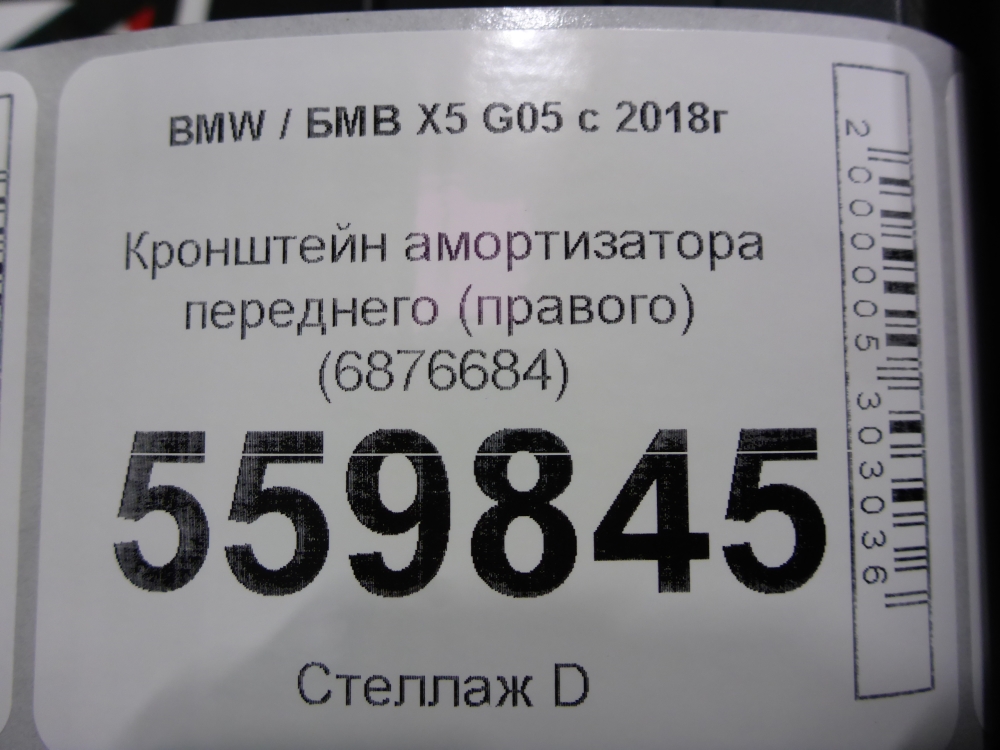 BMW / БМВ X5 G05 с 2018г
Кронштейн амортизатора
переднего (правого)
(6876684)
559845
Стеллаж D
2000005303036